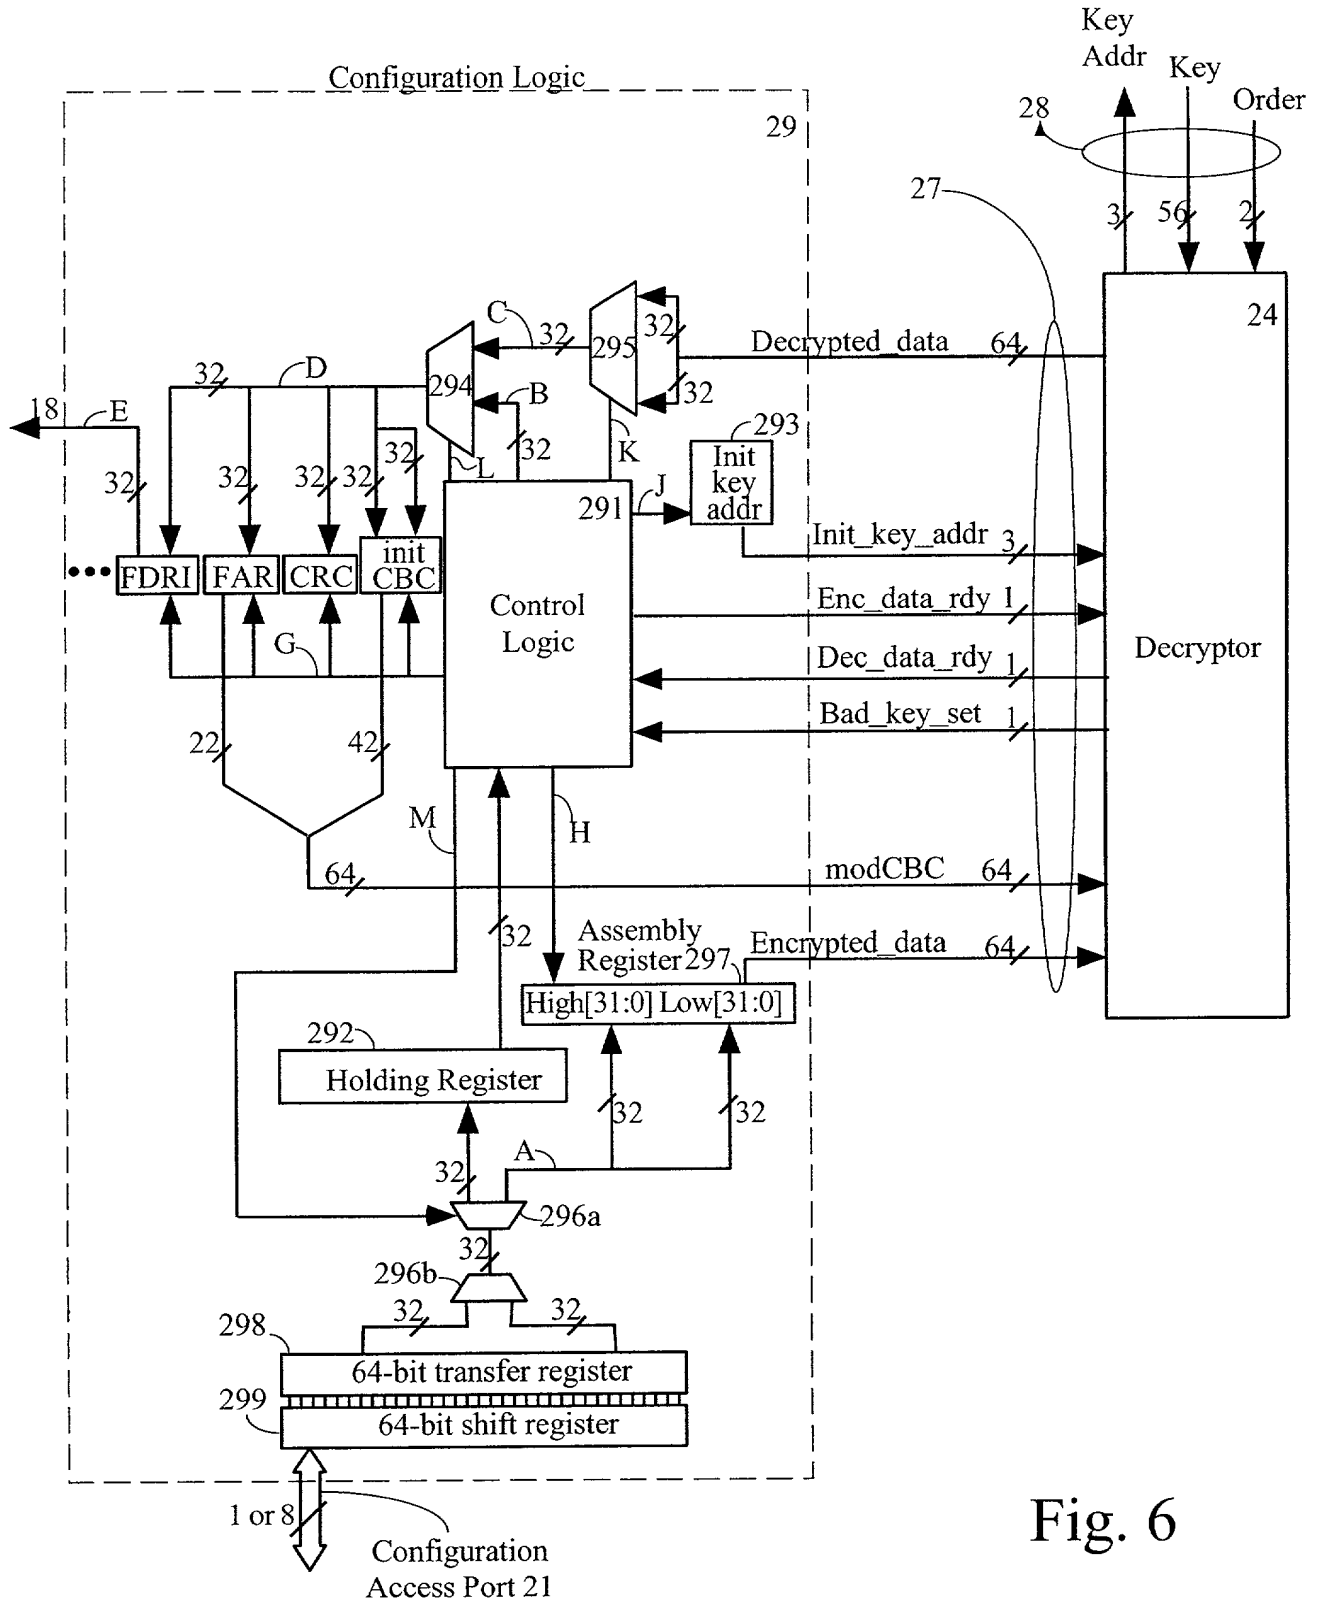 Key
Addr
Key
Order
Configuration Logic
29
28
27
3
56
2
24
C
32
295
32
Decrypted_data
64
32
D
32
294
B
32
K
293
18
E
L
32
32
32
32
32
32
J
Init
key
addr
291
Init_key_addr
3
FDRI
FAR
CRC
init
CBC
Control
Logic
Enc_data_rdy
1
G
Dec_data_rdy
1
Decryptor
Bad_key_set
1
22
42
M
H
64
modCBC
64
32
Assembly
Register
297
Encrypted_data
64
High[31:0]
Low[31:0]
292
Holding Register
32
32
A
32
296a
32
296b
32
32
298
64-bit transfer register
299
64-bit shift register
1 or 8
Configuration
Access Port 21
Fig. 6